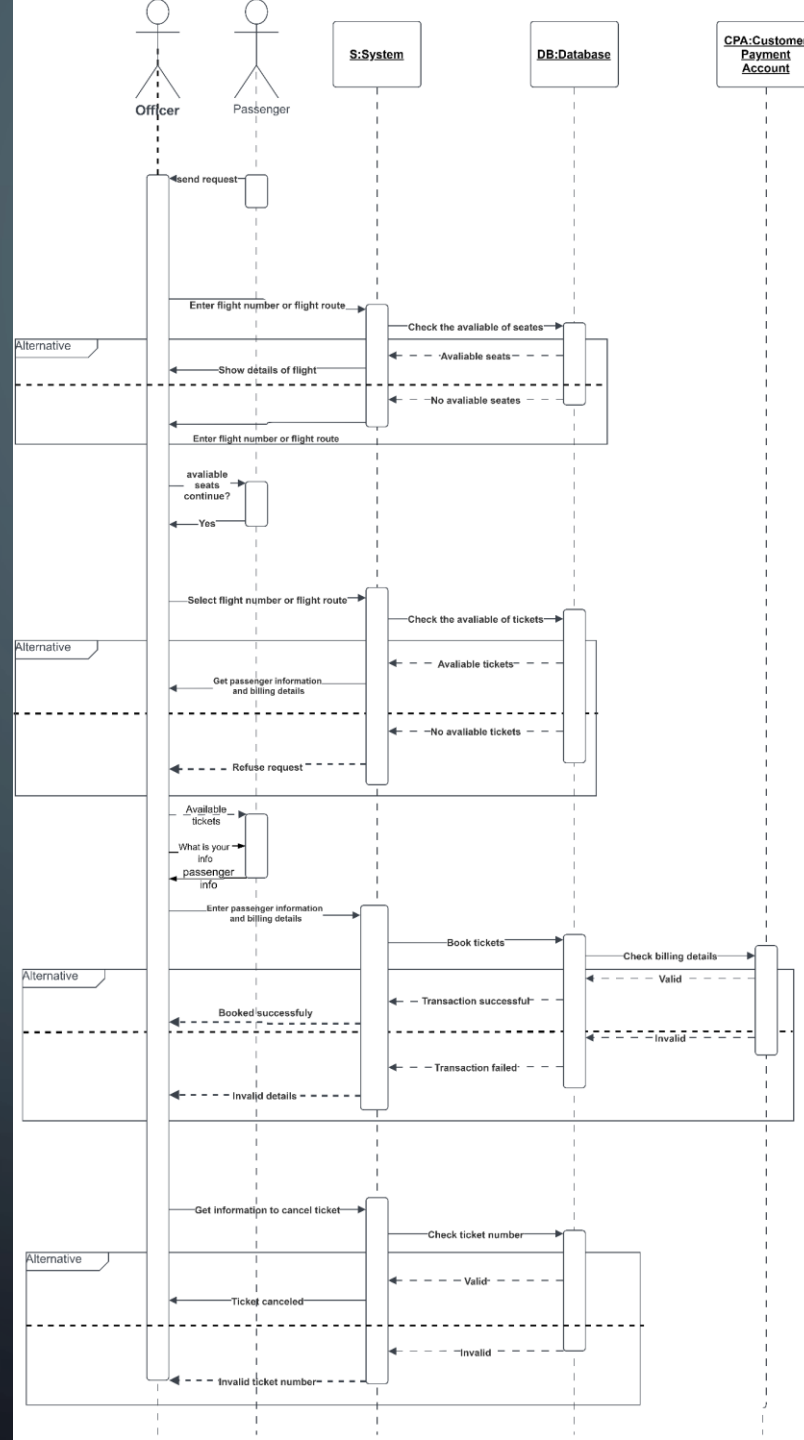 Officer
Passenger
S:System
DB:Database
CPA:Customer
Payment
Account
send request
Enter flight number or flight route
Check the avaliable of seates
Alternative
Avaliable seats
Show details of flight
No avaliable seates
Enter flight number or flight route
avaliable
seats
continue?
Yes
Select flight number or flight route
Check the avaliable of tickets
Alternative
Avaliable tickets
Get passenger information
and billing details
No avaliable tickets
Refuse request
Available
tickets
What is your
info
passenger
info
Enter passenger information
and billing details
Book tickets
Check billing details
Alternative
Valid
Transaction successful
Booked successfuly
Invalid
Transaction failed
Invalid details
Get information to cancel ticket
Check ticket number
Alternative
Valid
Ticket canceled
Invalid
Invalid ticket number